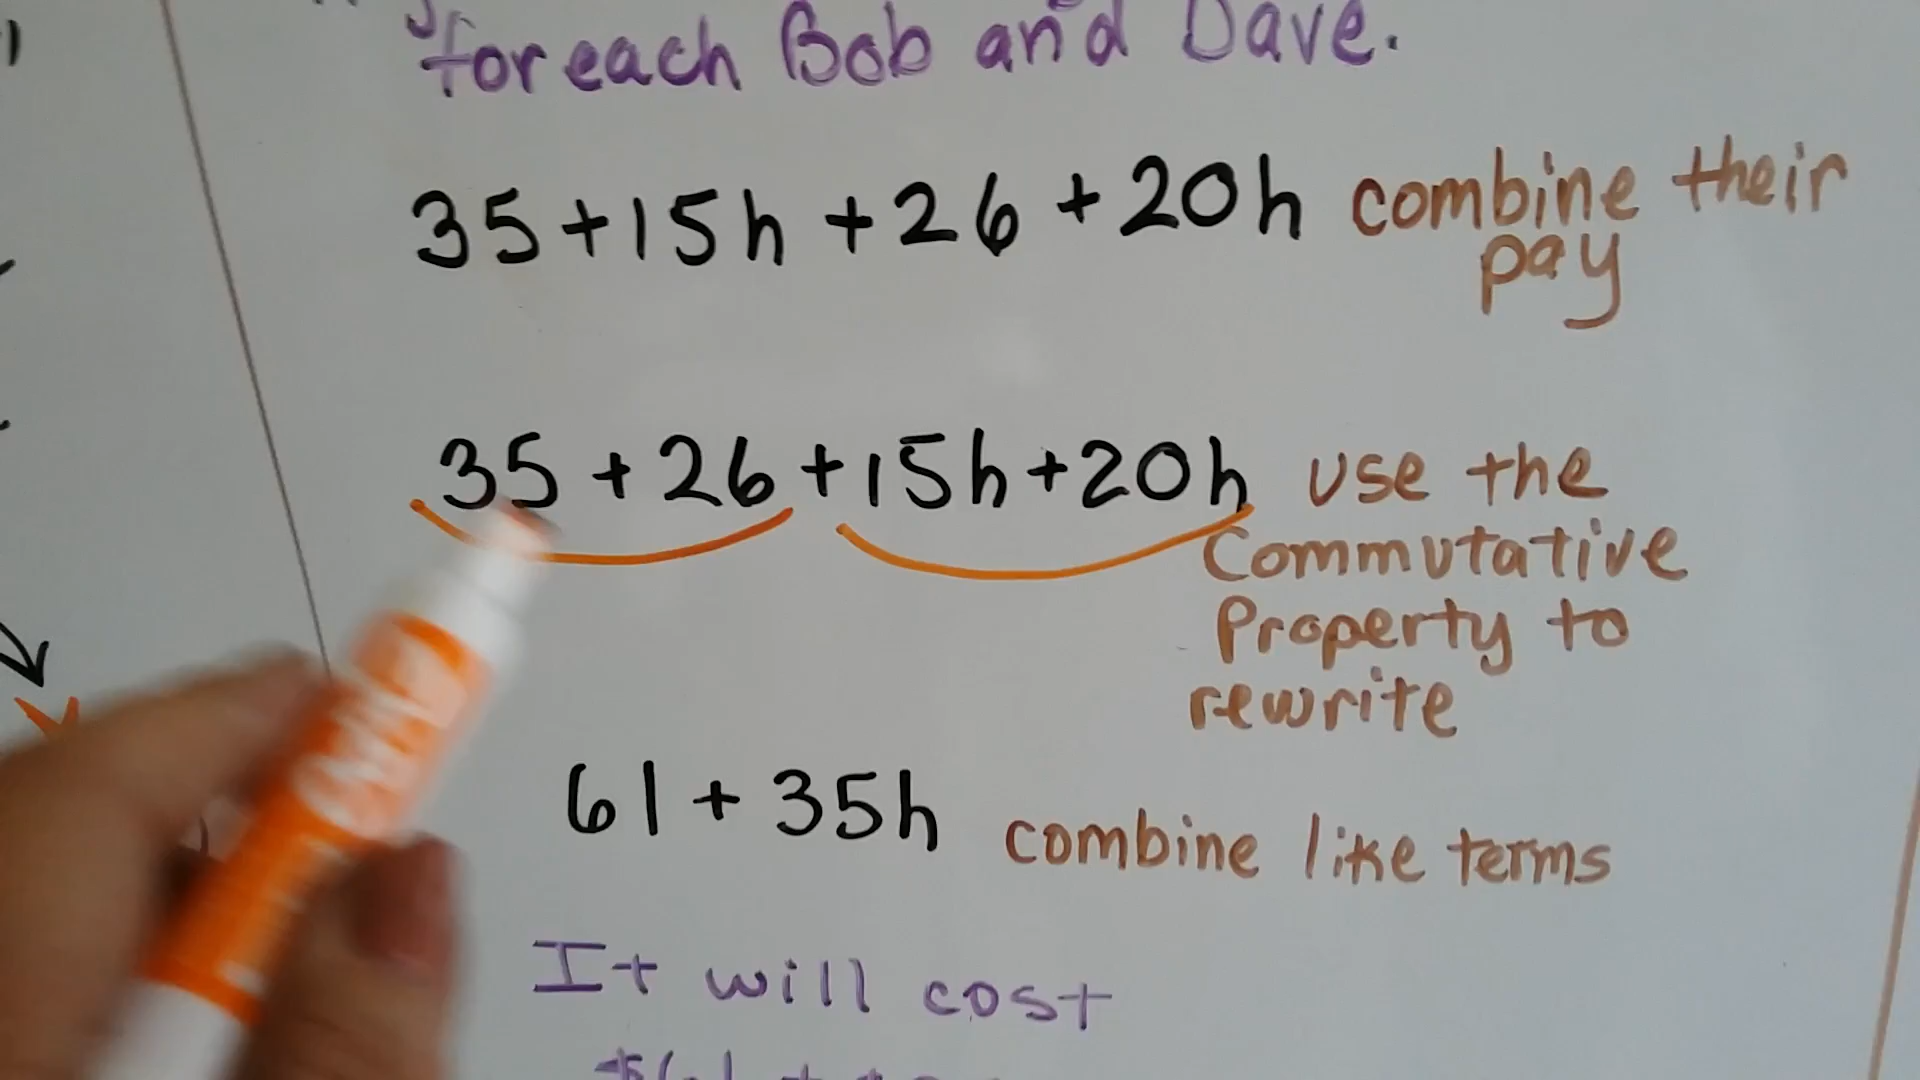 for each Bob and Dave.
35+15h +26 +20h combine their
pay
35 +26 +15h+20h use the
Commutative
Property to
rewrite
61+35h combine like terms
It will cost